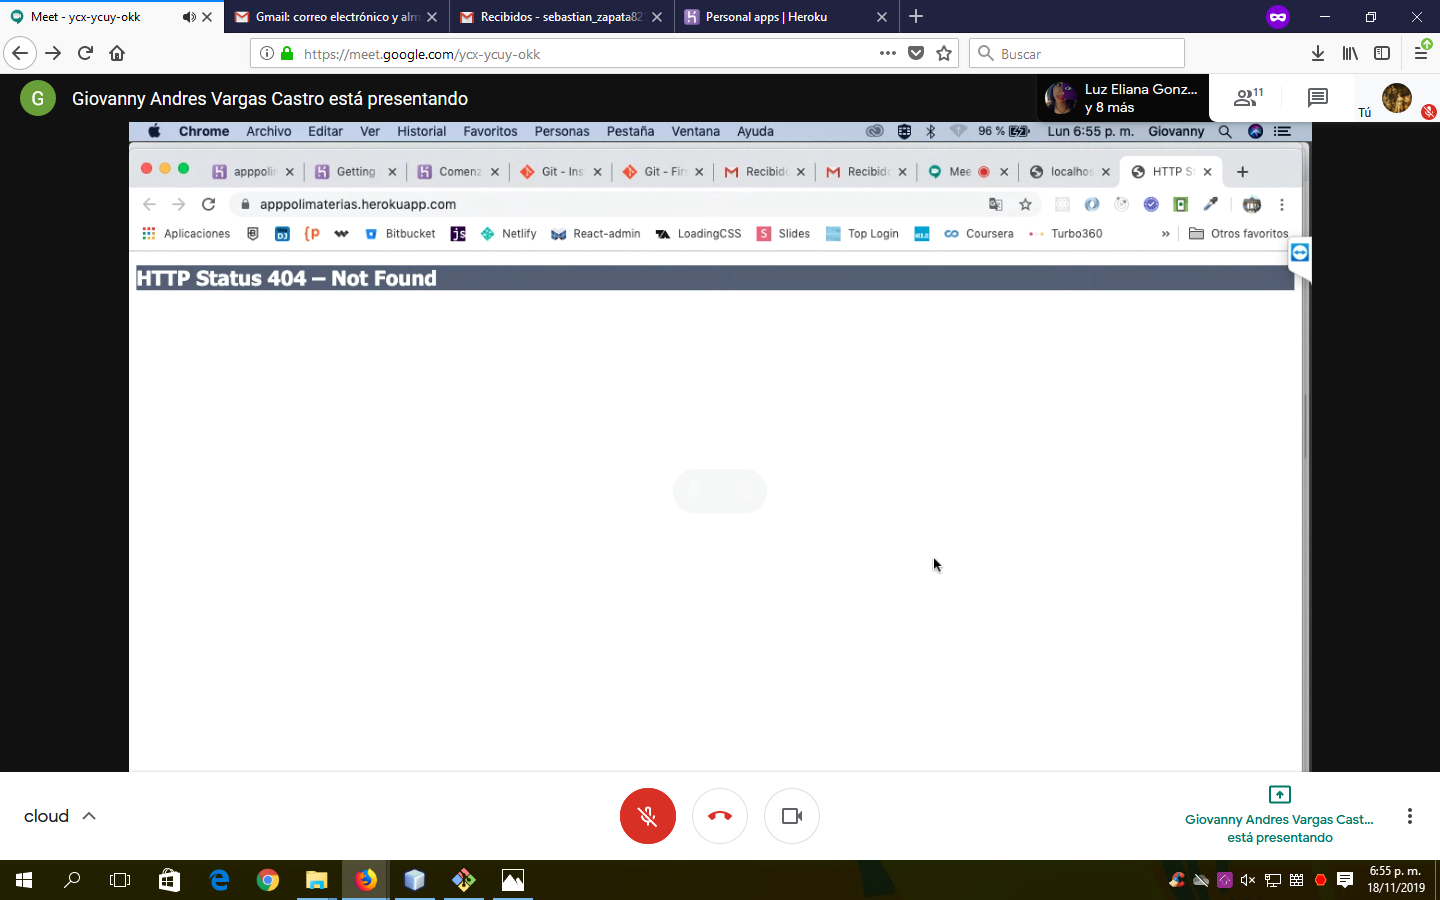 Meet - ycx-ycuy-okk
Gmail: correo electrónico y alm
Recibidos - sebastian_zapata82
Personal apps | Heroku
https://meet.google.com/ycx-ycuy-okk
Buscar
G
Giovanny Andres Vargas Castro está presentando
Luz Eliana Gonz...
y 8 más
11
Tú
Chrome Archivo Editar Ver Historial Favoritos Personas Pestaña Ventana Ayuda
96 % Lun 6:55 p. m. Giovanny
apppolin Getting Comenz Git - Ins Git - Fir Recibido Recibido Mee localhos HTTP S
apppolimaterias.herokuapp.com
Aplicaciones Bitbucket Netlify React-admin LoadingCSS Slides Top Login Coursera Turbo360 » Otros favoritos
HTTP Status 404 – Not Found
cloud
Giovanny Andres Vargas Cast...
está presentando
6:55 p. m.
18/11/2019